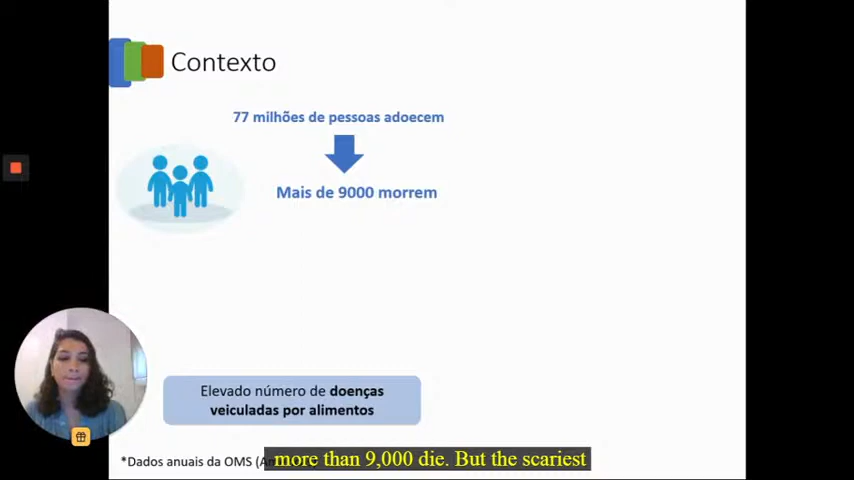 Contexto
77 milhões de pessoas adoecem
Mais de 9000 morrem
Elevado número de doenças
veiculadas por alimentos
*Dados anuais da OMS
more than 9,000 die. But the scariest